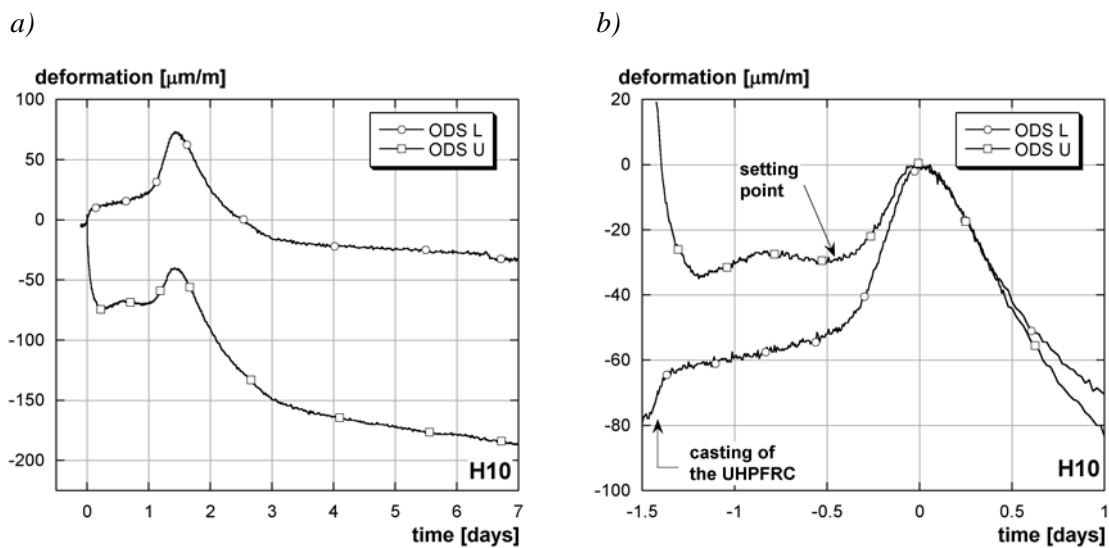 a)
b)
deformation [μm/m]
100
50
0
-50
-100
-150
-200
ODS L
ODS U
H10
0 1 2 3 4 5 6 7
time [days]
deformation [μm/m]
20
0
-20
-40
-60
-80
-100
ODS L
ODS U
setting
point
casting of
the UHPFRC
H10
-1.5 -1 -0.5 0 0.5 1
time [days]